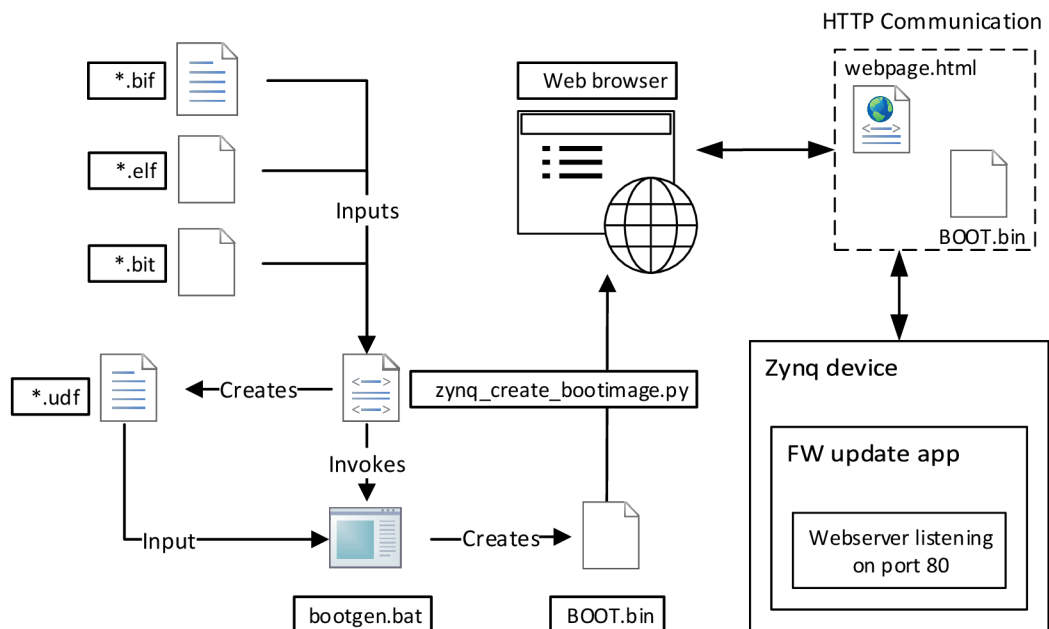 HTTP Communication
*.bif
Web browser
webpage.html
*.elf
Inputs
BOOT.bin
*.bit
Zynq device
*.udf
Creates
zynq_create_bootimage.py
FW update app
Invokes
Input
Creates
Webserver listening
on port 80
bootgen.bat
BOOT.bin